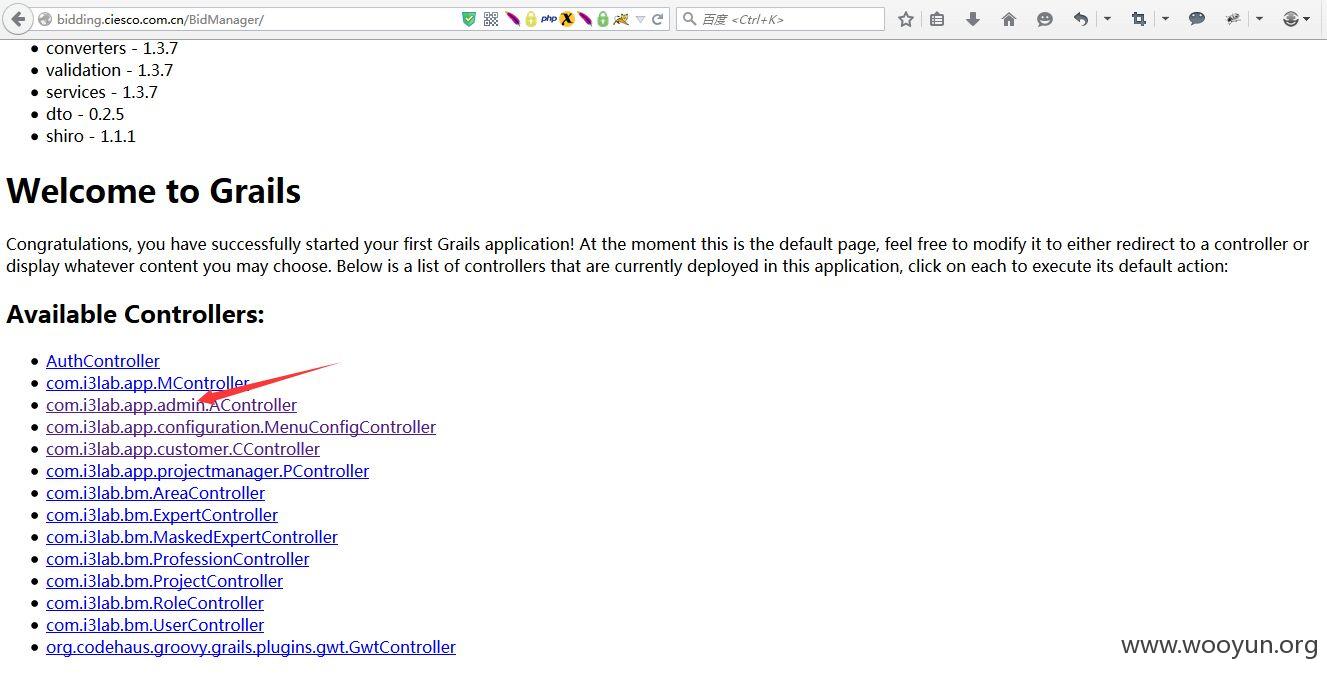 bidding.ciesco.com.cn/BidManager/
php
百度 <Ctrl+K>
converters - 1.3.7
validation - 1.3.7
services - 1.3.7
dto - 0.2.5
shiro - 1.1.1
Welcome to Grails
Congratulations, you have successfully started your first Grails application! At the moment this is the default page, feel free to modify it to either redirect to a controller or
display whatever content you may choose. Below is a list of controllers that are currently deployed in this application, click on each to execute its default action:
Available Controllers:
AuthController
com.i3lab.app.MController
com.i3lab.app.admin.AController
com.i3lab.app.configuration.MenuConfigController
com.i3lab.app.customer.CController
com.i3lab.app.projectmanager.PController
com.i3lab.bm.AreaController
com.i3lab.bm.ExpertController
com.i3lab.bm.MaskedExpertController
com.i3lab.bm.ProfessionController
com.i3lab.bm.ProjectController
com.i3lab.bm.RoleController
com.i3lab.bm.UserController
org.codehaus.groovy.grails.plugins.gwt.GwtController
www.wooyun.org